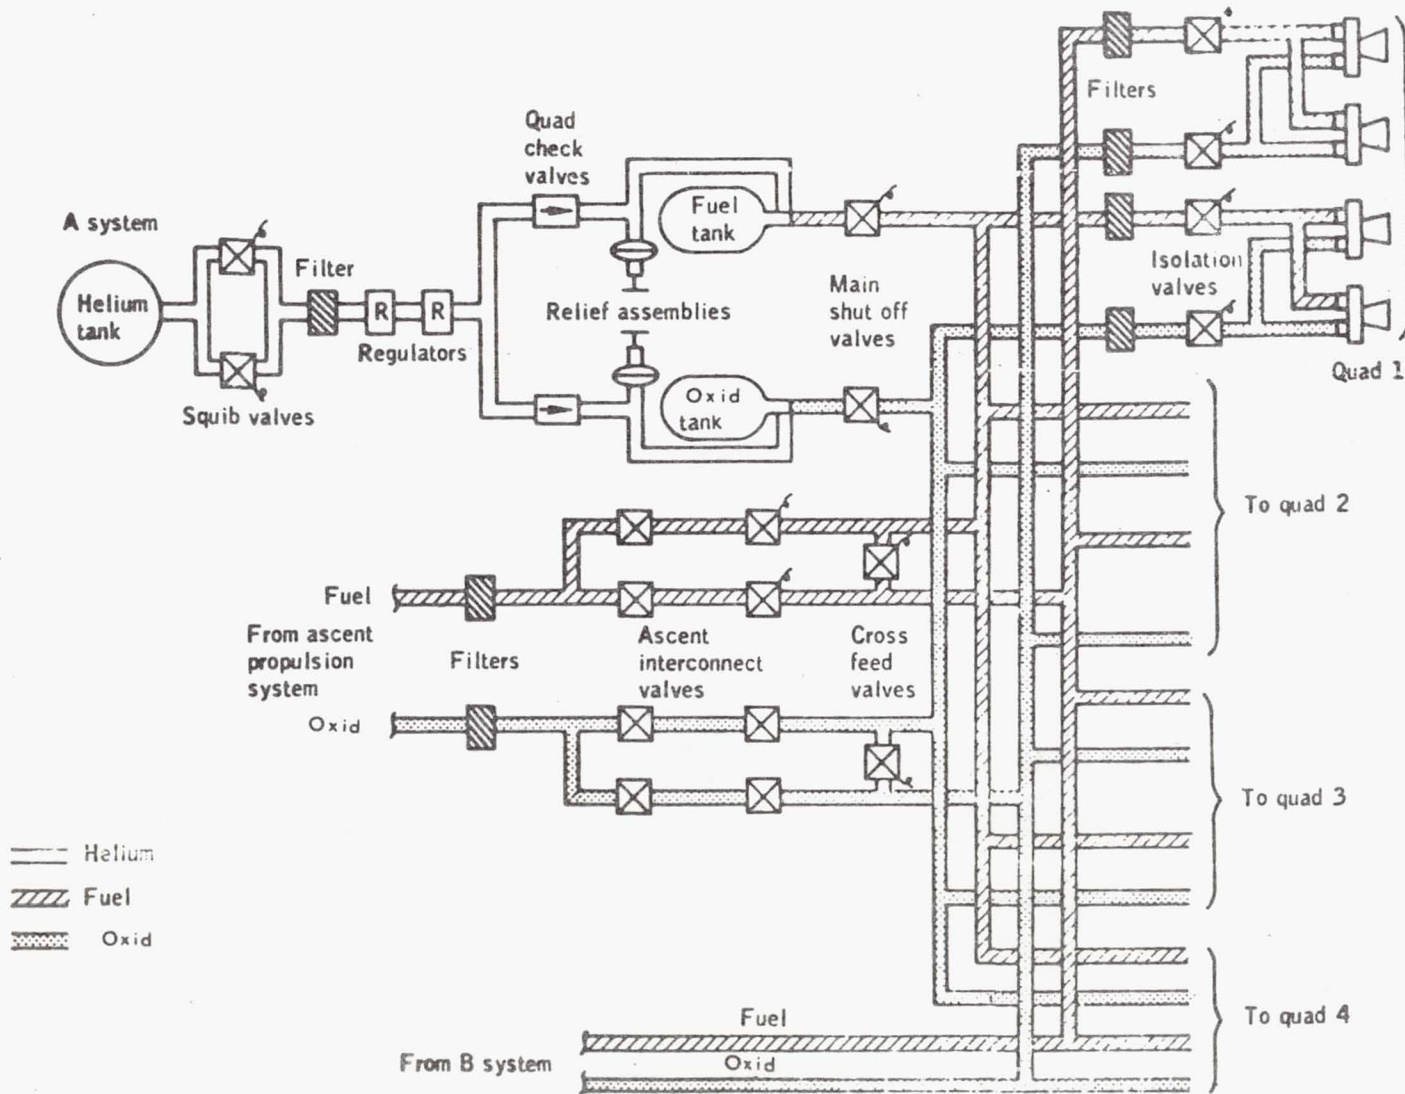 Filters
Quad
check
valves
A system
Fuel
tank
Filter
Helium
tank
R
R
Relief assemblies
Main
shut off
valves
Isolation
valves
Regulators
Quad 1
Squib valves
Oxid
tank
To quad 2
Fuel
From ascent
propulsion
system
Filters
Ascent
interconnect
valves
Cross
feed
valves
Oxid
To quad 3
Helium
Fuel
Oxid
Fuel
To quad 4
From B system
Oxid